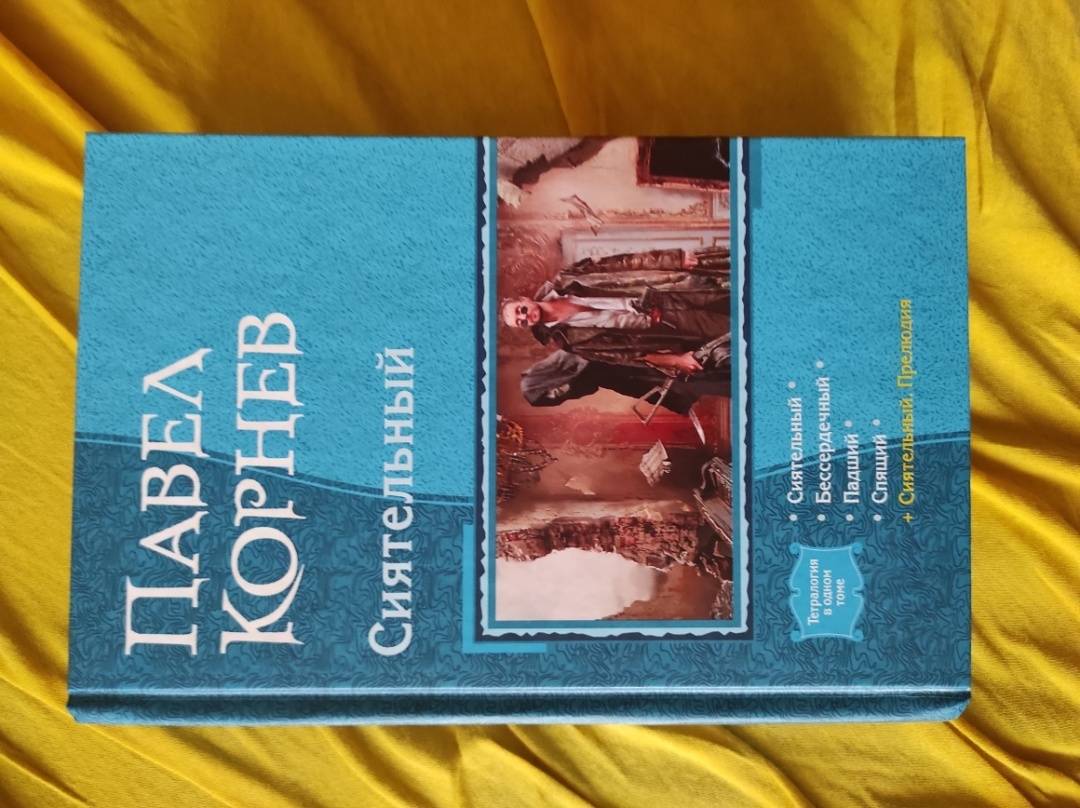 Павел
Корнев
Сиятельный
Тетралогия
в одном
томе
• Сиятельный •
• Бессердечный •
• Падший •
• Спящий •
+ Сиятельный. Прелюдия